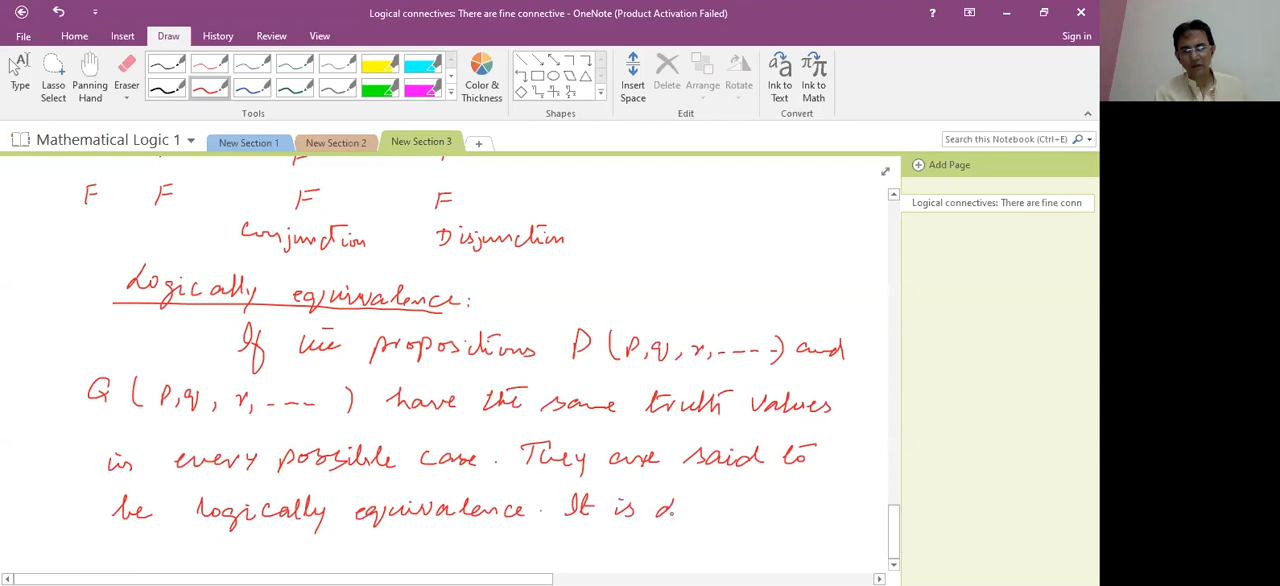 Logical connectives: There are fine connective - OneNote (Product Activation Failed)
?
File
Home
Insert
Draw
History
Review
View
Sign in
Type
Lasso Select
Panning Hand
Eraser
Color & Thickness
Insert Space
Delete
Arrange
Rotate
Ink to Text
Ink to Math
Tools
Shapes
Edit
Convert
Mathematical Logic 1
New Section 1
New Section 2
New Section 3
Search this Notebook (Ctrl+E)
Add Page
Logical connectives: There are fine conn
F F F F
Conjunction Disjunction
Logically equivalence:
If the propositions P (P, q, r, ----) and
Q (P, q, r, ---- ) have the same truth values
in every possible case. They are said to
be logically equivalence. It is d